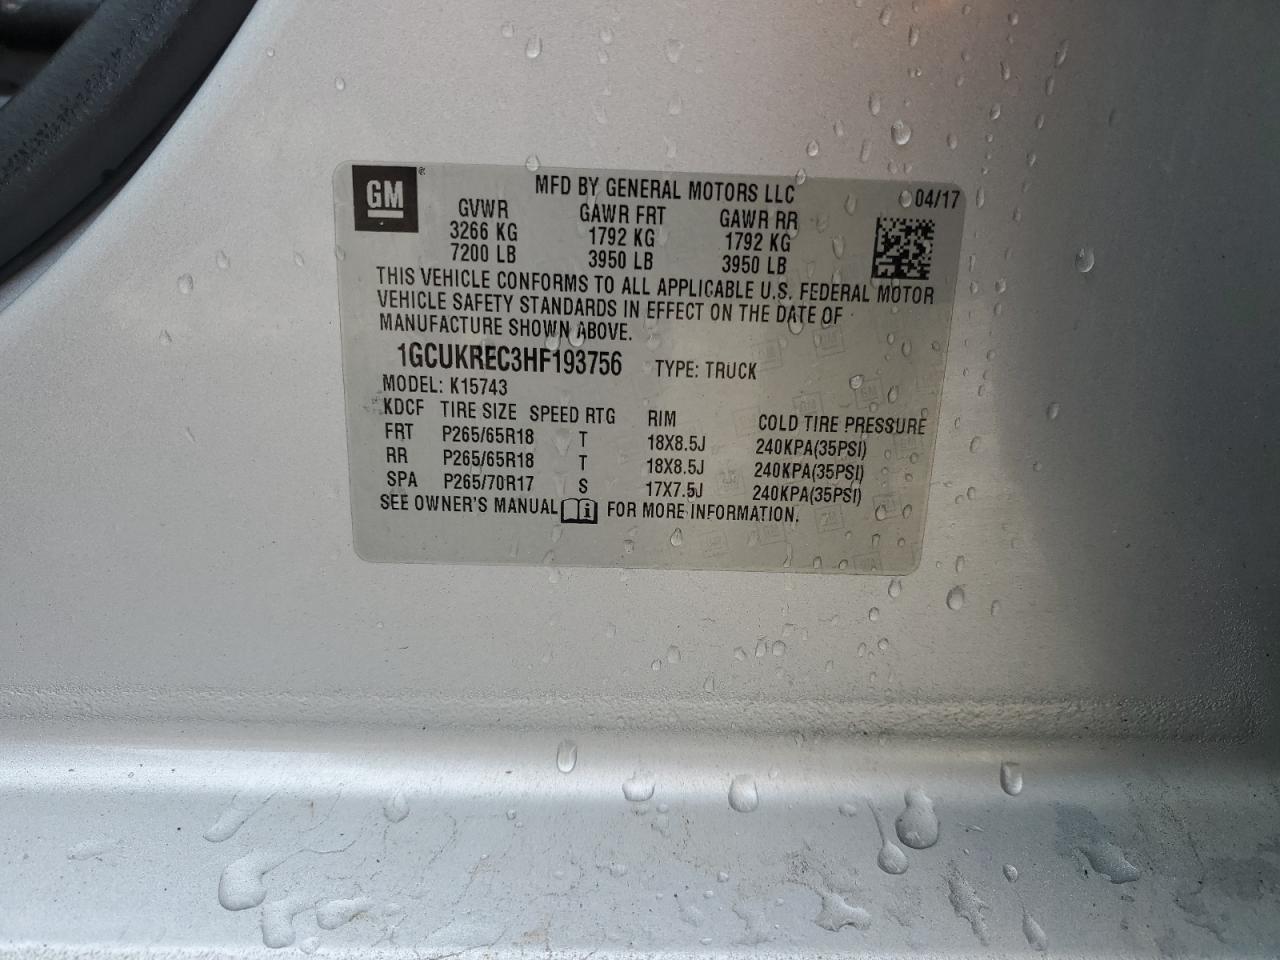 GM ®
MFD BY GENERAL MOTORS LLC 04/17
GVWR GAWR FRT GAWR RR
3266 KG 1792 KG 1792 KG
7200 LB 3950 LB 3950 LB
THIS VEHICLE CONFORMS TO ALL APPLICABLE U.S. FEDERAL MOTOR
VEHICLE SAFETY STANDARDS IN EFFECT ON THE DATE OF
MANUFACTURE SHOWN ABOVE.
1GCUKREC3HF193756 TYPE: TRUCK
MODEL: K15743
KDCF TIRE SIZE SPEED RTG RIM COLD TIRE PRESSURE
FRT P265/65R18 T 18X8.5J 240KPA(35PSI)
RR P265/65R18 T 18X8.5J 240KPA(35PSI)
SPA P265/70R17 S 17X7.5J 240KPA(35PSI)
SEE OWNER'S MANUAL i FOR MORE INFORMATION.